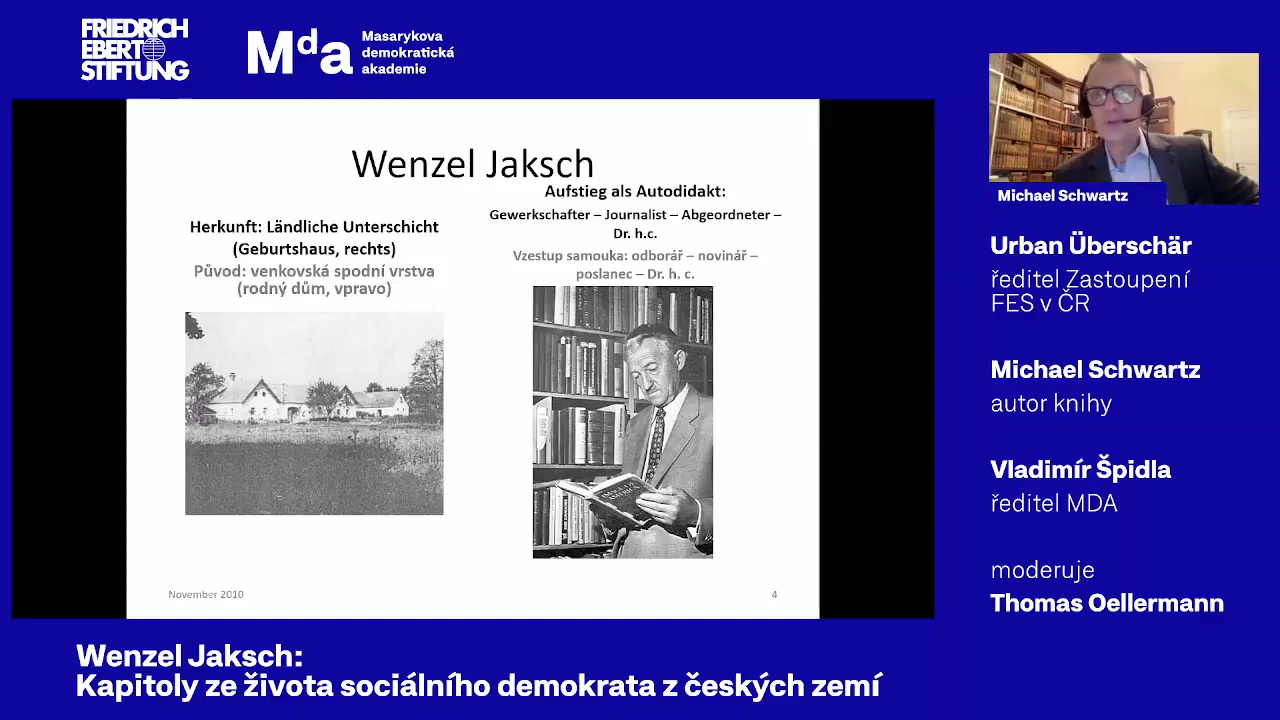 FRIEDRICH
EBERT
STIFTUNG
Mda
Masarykova
demokratická
akademie
Wenzel Jaksch
Herkunft: Ländliche Unterschicht
(Geburtshaus, rechts)
Původ: venkovská spodní vrstva
(rodný dům, vpravo)
Aufstieg als Autodidakt:
Gewerkschafter – Journalist – Abgeordneter –
Dr. h.c.
Vzestup samouka: odborář – novinář –
poslanec – Dr. h. c.
November 2010
4
Michael Schwartz
Urban Überschär
ředitel Zastoupení
FES v ČR
Michael Schwartz
autor knihy
Vladimír Špidla
ředitel MDA
moderuje
Thomas Oellermann
Wenzel Jaksch:
Kapitoly ze života sociálního demokrata z českých zemí